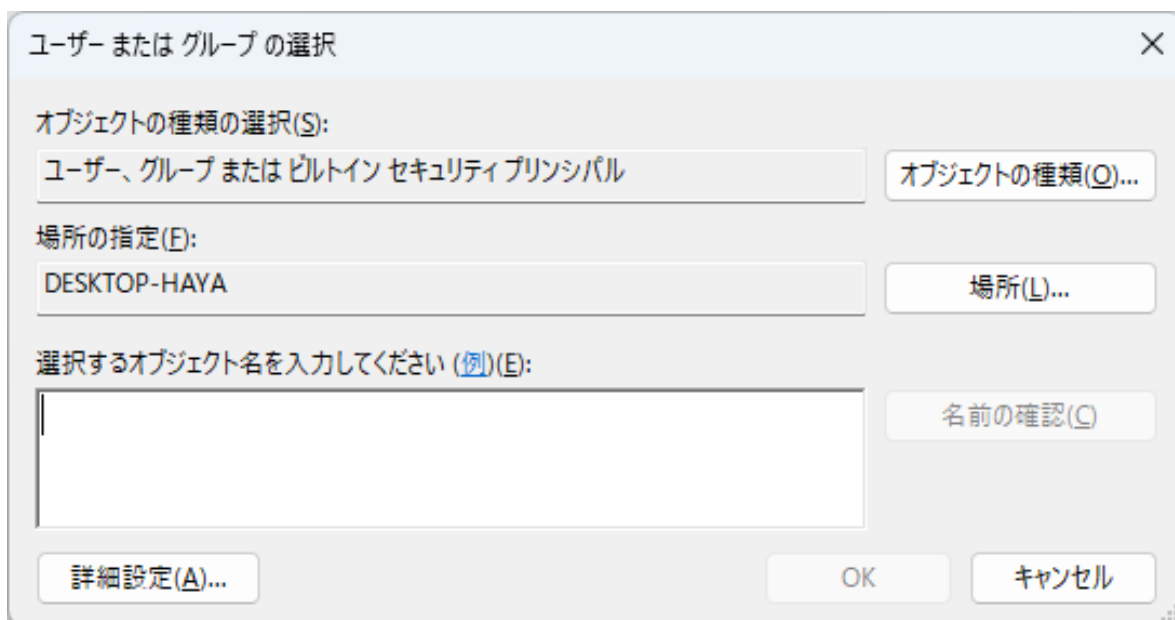 ユーザー または グループ の選択
オブジェクトの種類の選択(S):
ユーザー、グループ または ビルトイン セキュリティ プリンシパル
オブジェクトの種類(O)...
場所の指定(F):
DESKTOP-HAYA
場所(L)...
選択するオブジェクト名を入力してください (例)(E):
名前の確認(C)
詳細設定(A)...
OK
キャンセル